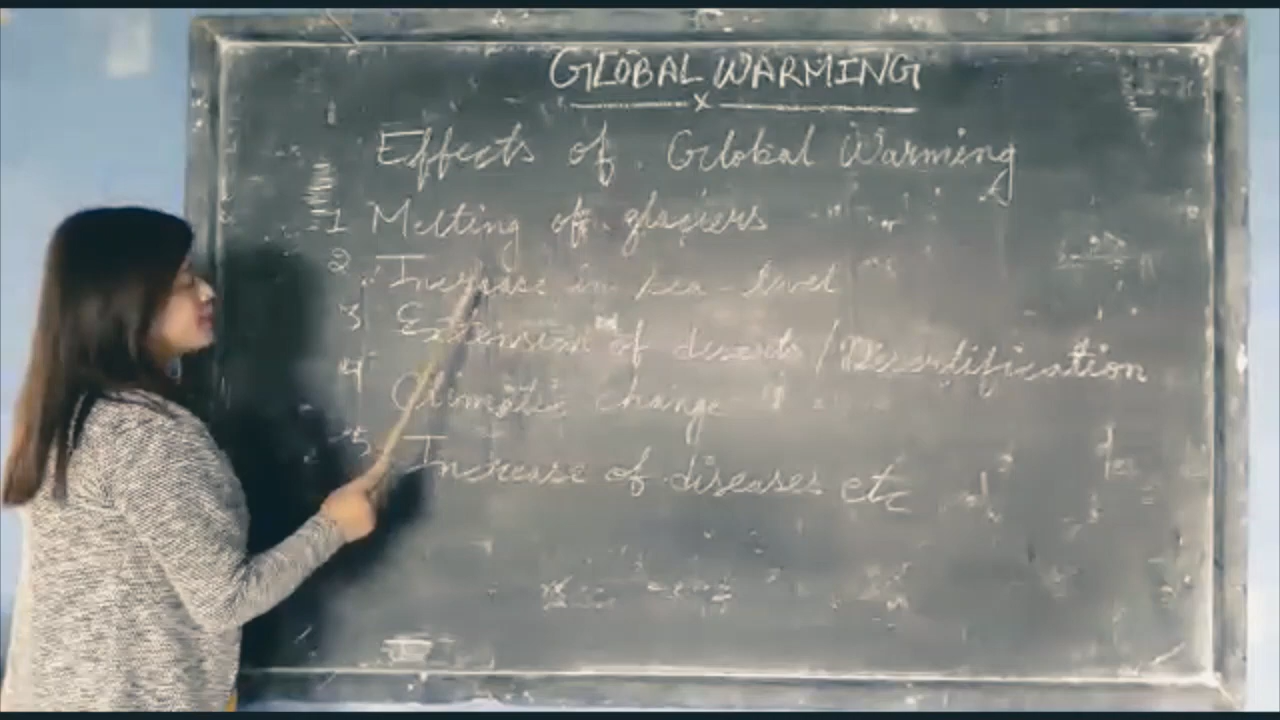 GLOBAL WARMING
Effects of Global Warming
1 Melting of glaciers
2 Increase in sea-level
3 Extension of deserts / Desertification
4 Climatic change
5 Increase of diseases etc